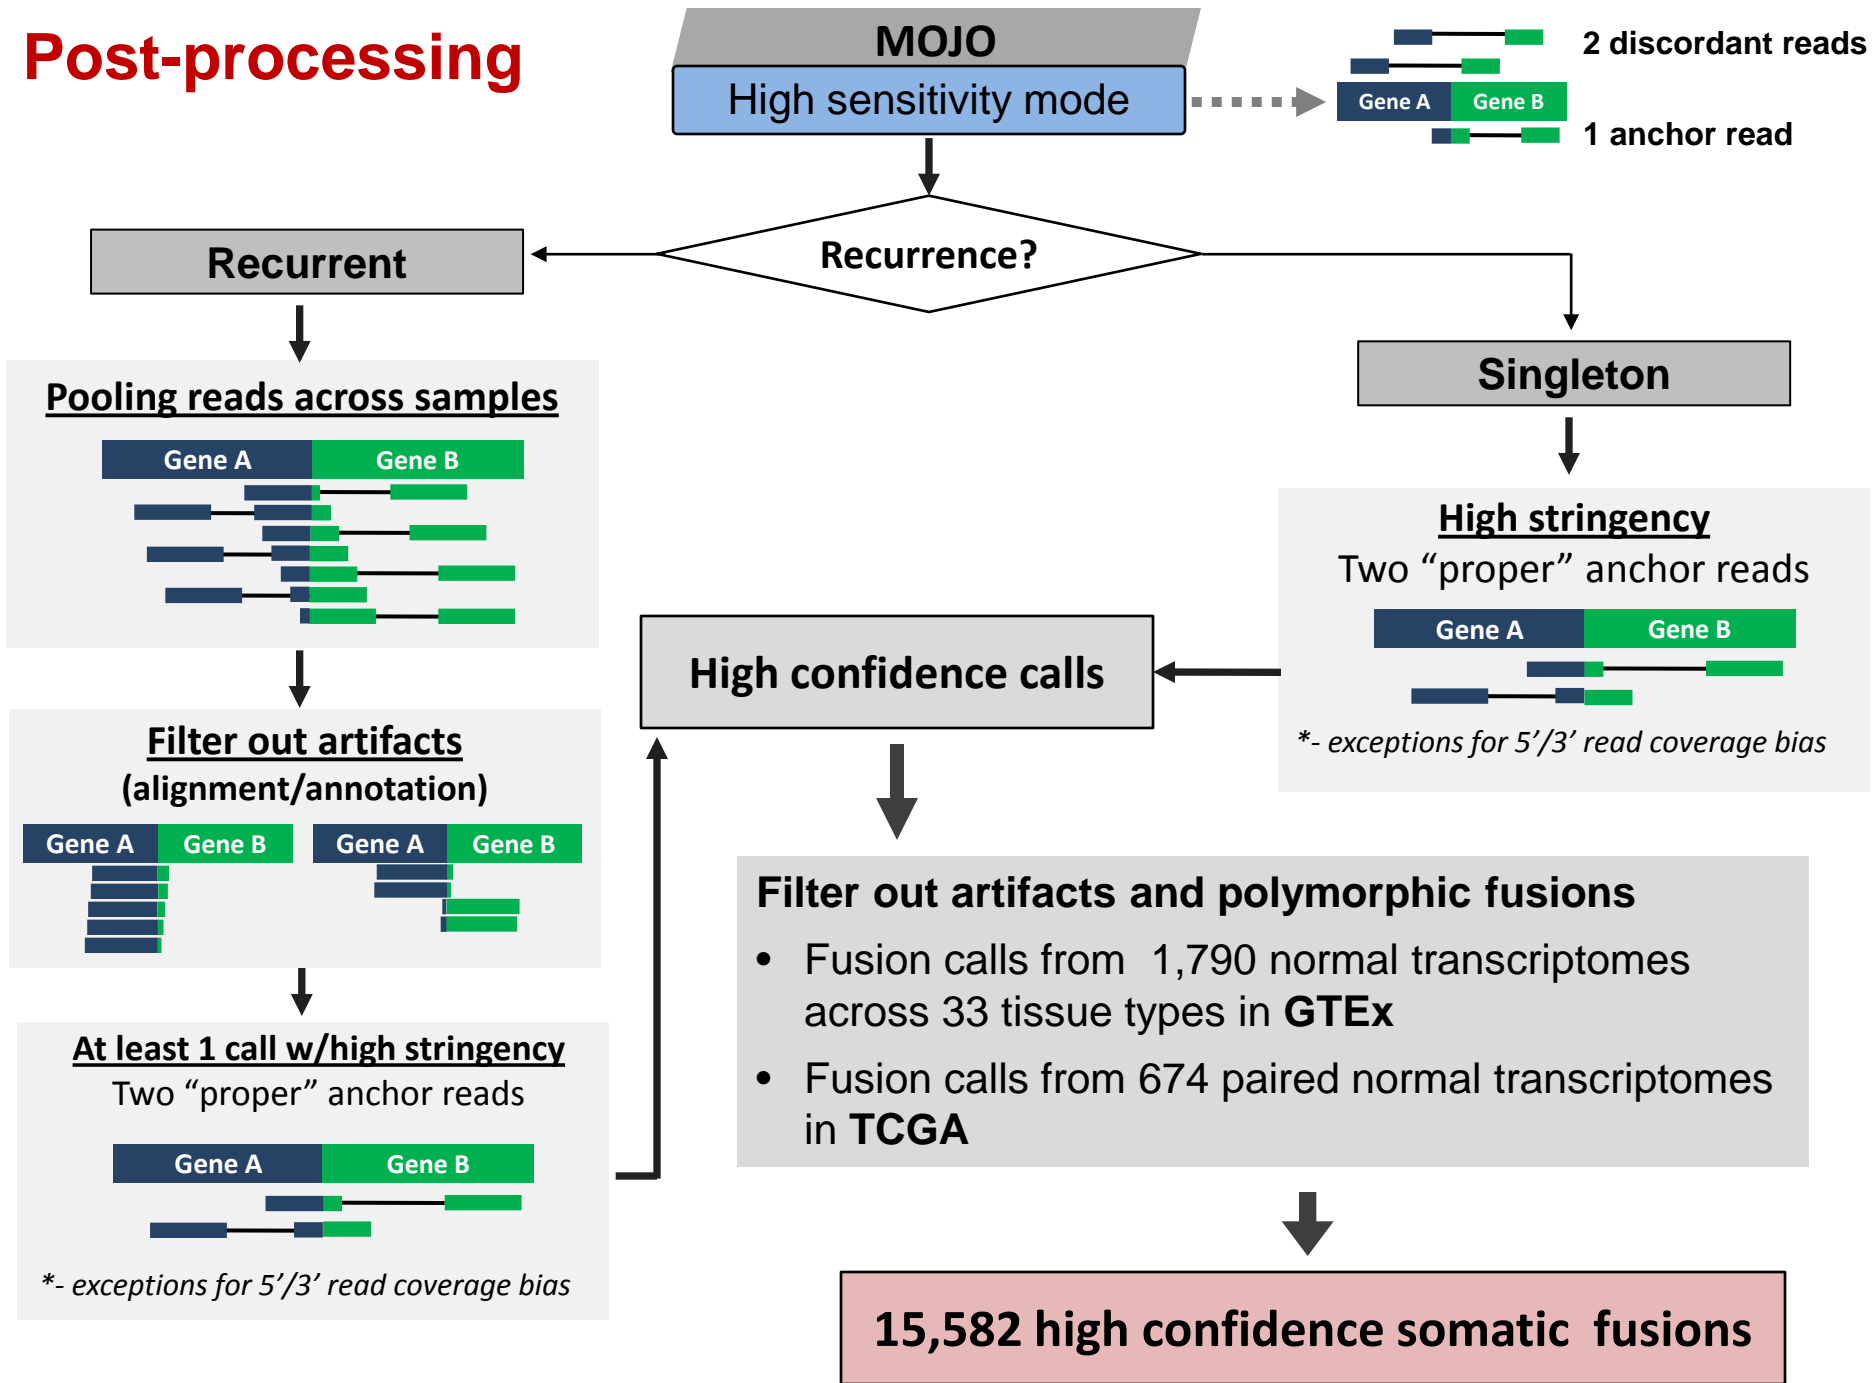 Post-processing
MOJO
High sensitivity mode
2 discordant reads
Gene A Gene B
1 anchor read
Recurrence?
Recurrent
Singleton
Pooling reads across samples
Gene A Gene B
High stringency
Two “proper” anchor reads
Gene A Gene B
*- exceptions for 5’/3’ read coverage bias
Filter out artifacts
(alignment/annotation)
Gene A Gene B
Gene A Gene B
At least 1 call w/high stringency
Two “proper” anchor reads
Gene A Gene B
*- exceptions for 5’/3’ read coverage bias
High confidence calls
Filter out artifacts and polymorphic fusions
• Fusion calls from 1,790 normal transcriptomes
across 33 tissue types in GTEx
• Fusion calls from 674 paired normal transcriptomes
in TCGA
15,582 high confidence somatic fusions